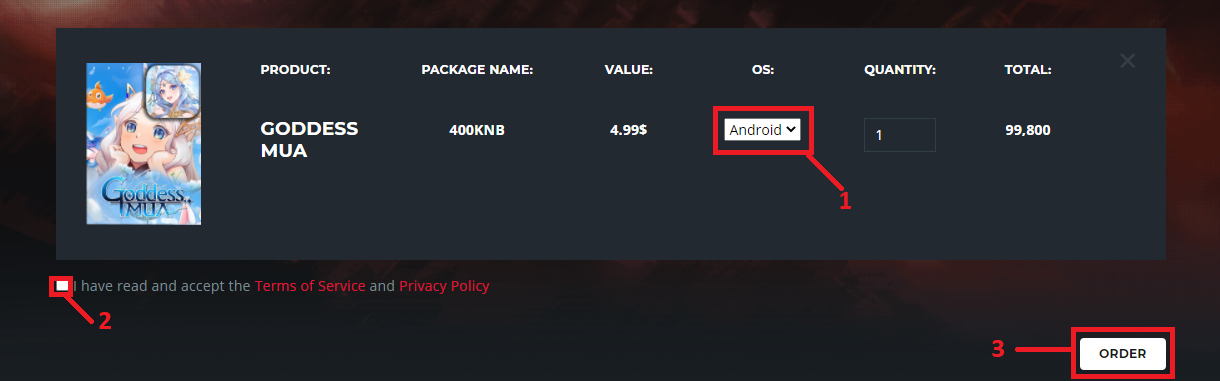 PRODUCT: PACKAGE NAME: VALUE: OS: QUANTITY: TOTAL:
GODDESS MUA 400KNB 4.99$ Android 1 99,800
Goddess
MUA
1
I have read and accept the Terms of Service and Privacy Policy
2
3 ORDER